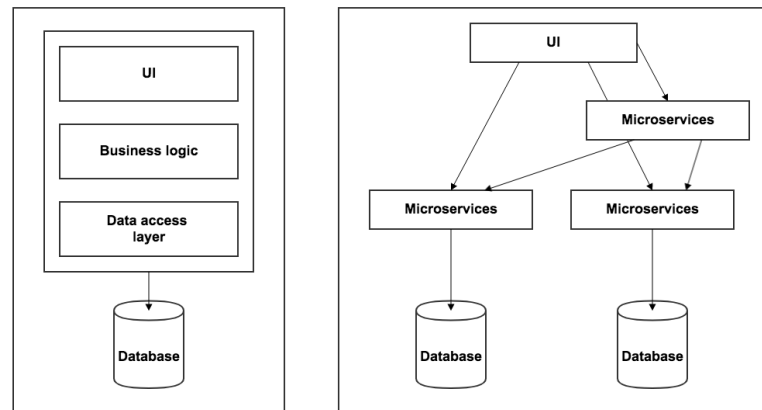 UI
Business logic
Data access
layer
Database
UI
Microservices
Microservices
Microservices
Database
Database